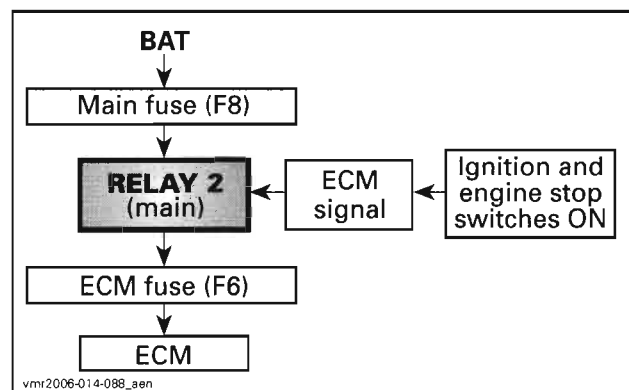 BAT
Main fuse (F8)
RELAY 2
(main)
ECM
signal
Ignition and
engine stop
switches ON
ECM fuse (F6)
ECM
vmr2006-014-088_aen